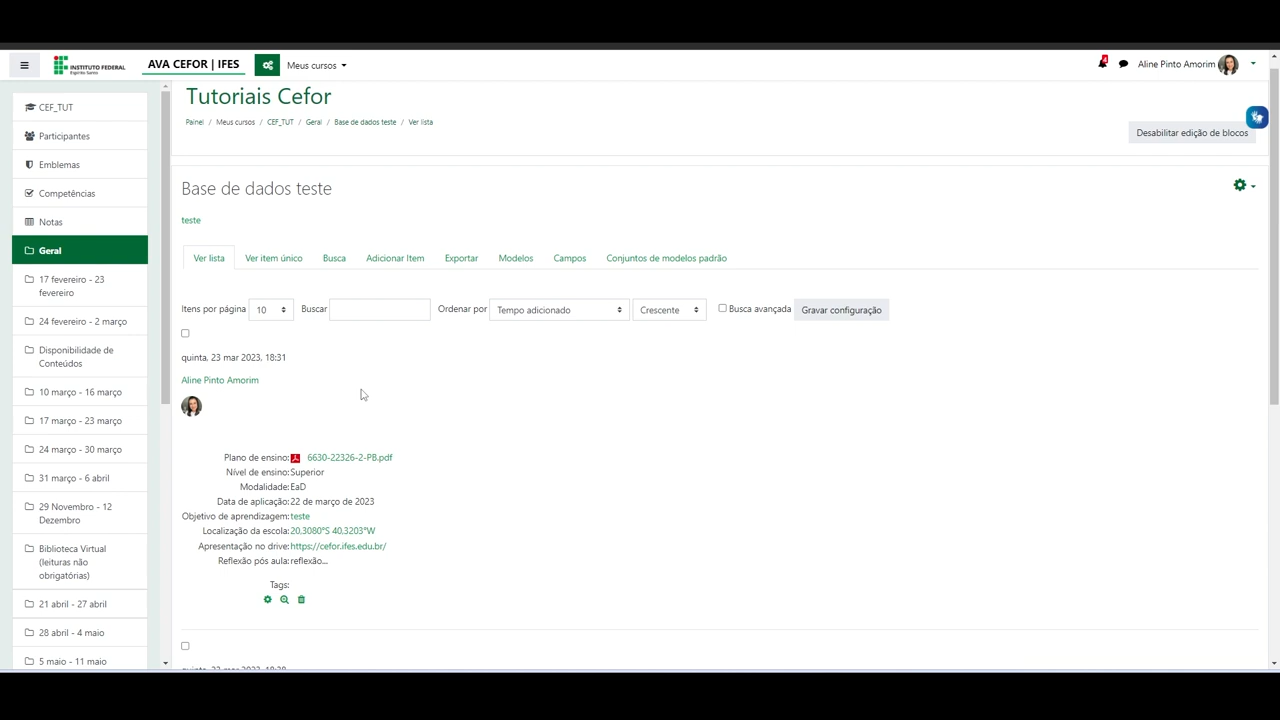 INSTITUTO FEDERAL
Espírito Santo
AVA CEFOR | IFES
Meus cursos
Aline Pinto Amorim
CEF_TUT
Participantes
Emblemas
Competências
Notas
Geral
17 fevereiro - 23
fevereiro
24 fevereiro - 2 março
Disponibilidade de
Conteúdos
10 março - 16 março
17 março - 23 março
24 março - 30 março
31 março - 6 abril
29 Novembro - 12
Dezembro
Biblioteca Virtual
(leituras não
obrigatórias)
21 abril - 27 abril
28 abril - 4 maio
5 maio - 11 maio
Tutoriais Cefor
Painel / Meus cursos / CEF_TUT / Geral / Base de dados teste / Ver lista
Desabilitar edição de blocos
Base de dados teste
teste
Ver lista Ver item único Busca Adicionar Item Exportar Modelos Campos Conjuntos de modelos padrão
Itens por página 10 Buscar Ordenar por Tempo adicionado Crescente Busca avançada Gravar configuração
quinta, 23 mar 2023, 18:31
Aline Pinto Amorim
Plano de ensino: 6630-22326-2-PB.pdf
Nível de ensino: Superior
Modalidade: EaD
Data de aplicação: 22 de março de 2023
Objetivo de aprendizagem: teste
Localização da escola: 20,3080°S 40,3203°W
Apresentação no drive: https://cefor.ifes.edu.br/
Reflexão pós aula: reflexão...
Tags: